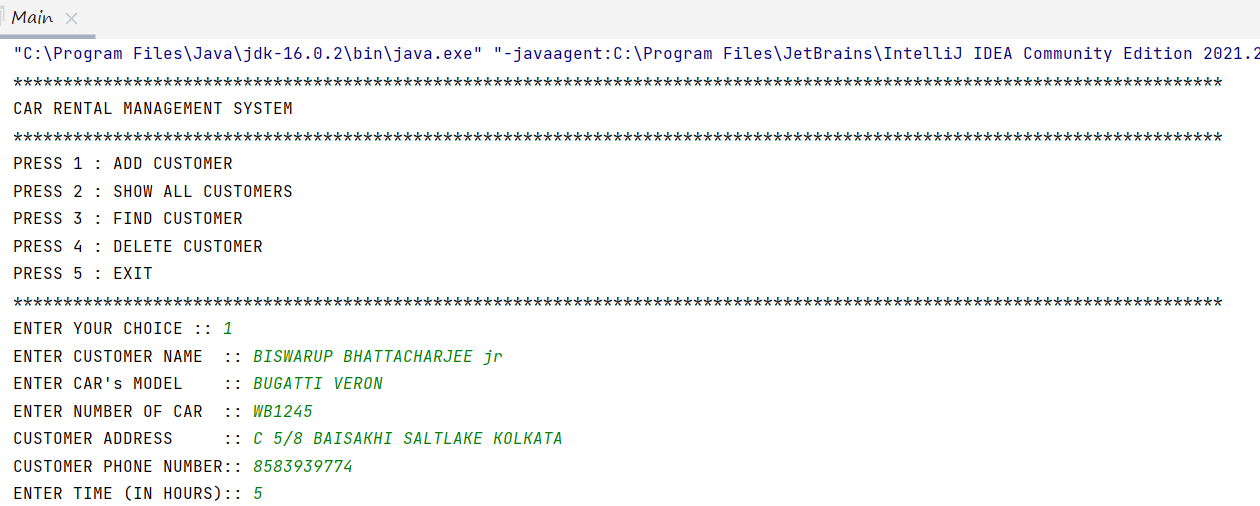 Main
"C:\Program Files\Java\jdk-16.0.2\bin\java.exe" "-javaagent:C:\Program Files\JetBrains\IntelliJ IDEA Community Edition 2021.2
*************************************************************************************************************************
CAR RENTAL MANAGEMENT SYSTEM
*************************************************************************************************************************
PRESS 1 : ADD CUSTOMER
PRESS 2 : SHOW ALL CUSTOMERS
PRESS 3 : FIND CUSTOMER
PRESS 4 : DELETE CUSTOMER
PRESS 5 : EXIT
*************************************************************************************************************************
ENTER YOUR CHOICE :: 1
ENTER CUSTOMER NAME  :: BISWARUP BHATTACHARJEE jr
ENTER CAR's MODEL    :: BUGATTI VERON
ENTER NUMBER OF CAR  :: WB1245
CUSTOMER ADDRESS     :: C 5/8 BAISAKHI SALTLAKE KOLKATA
CUSTOMER PHONE NUMBER:: 8583939774
ENTER TIME (IN HOURS):: 5